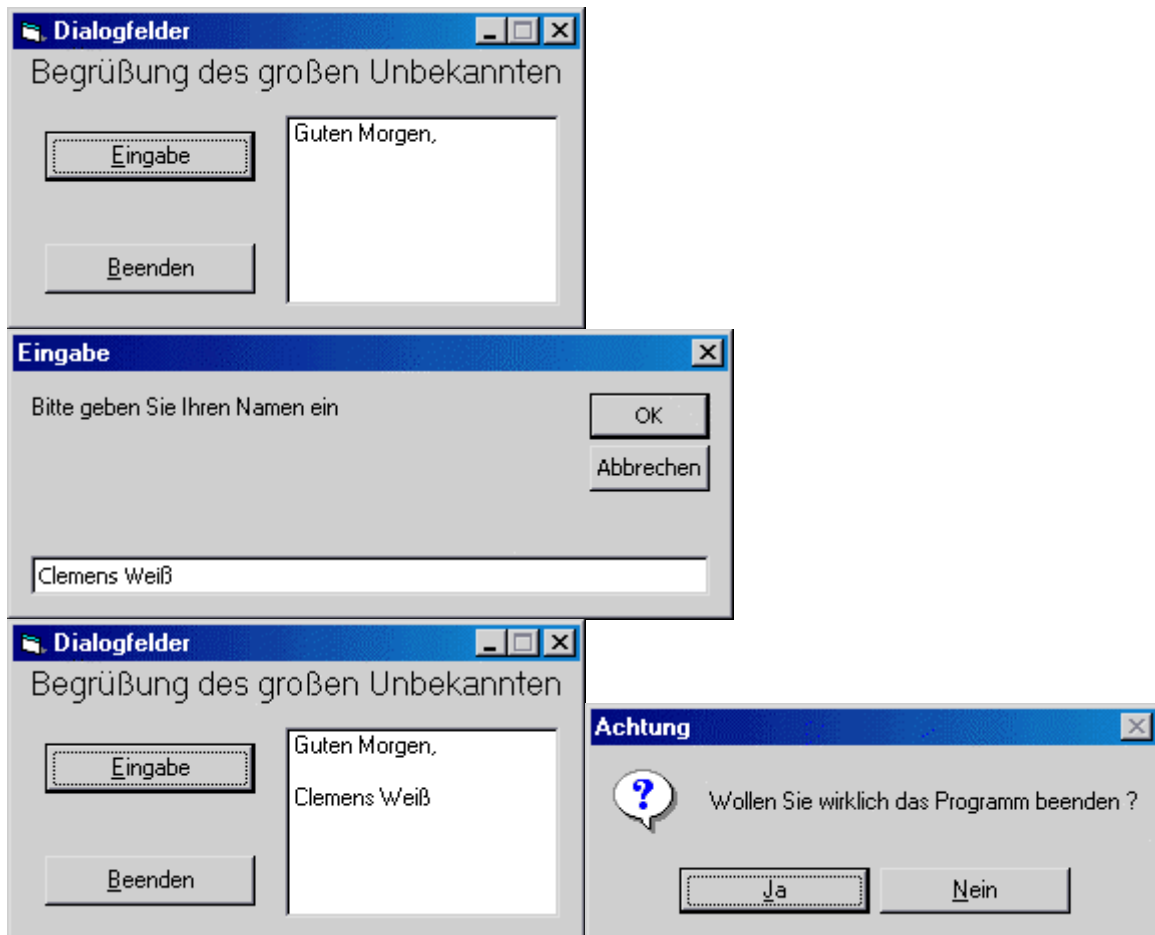 Dialogfelder
Begrüßung des großen Unbekannten
Eingabe
Guten Morgen,
Beenden
Eingabe
Bitte geben Sie Ihren Namen ein
OK
Abbrechen
Clemens Weiß
Dialogfelder
Begrüßung des großen Unbekannten
Eingabe
Guten Morgen,
Clemens Weiß
Beenden
Achtung
Wollen Sie wirklich das Programm beenden ?
Ja
Nein